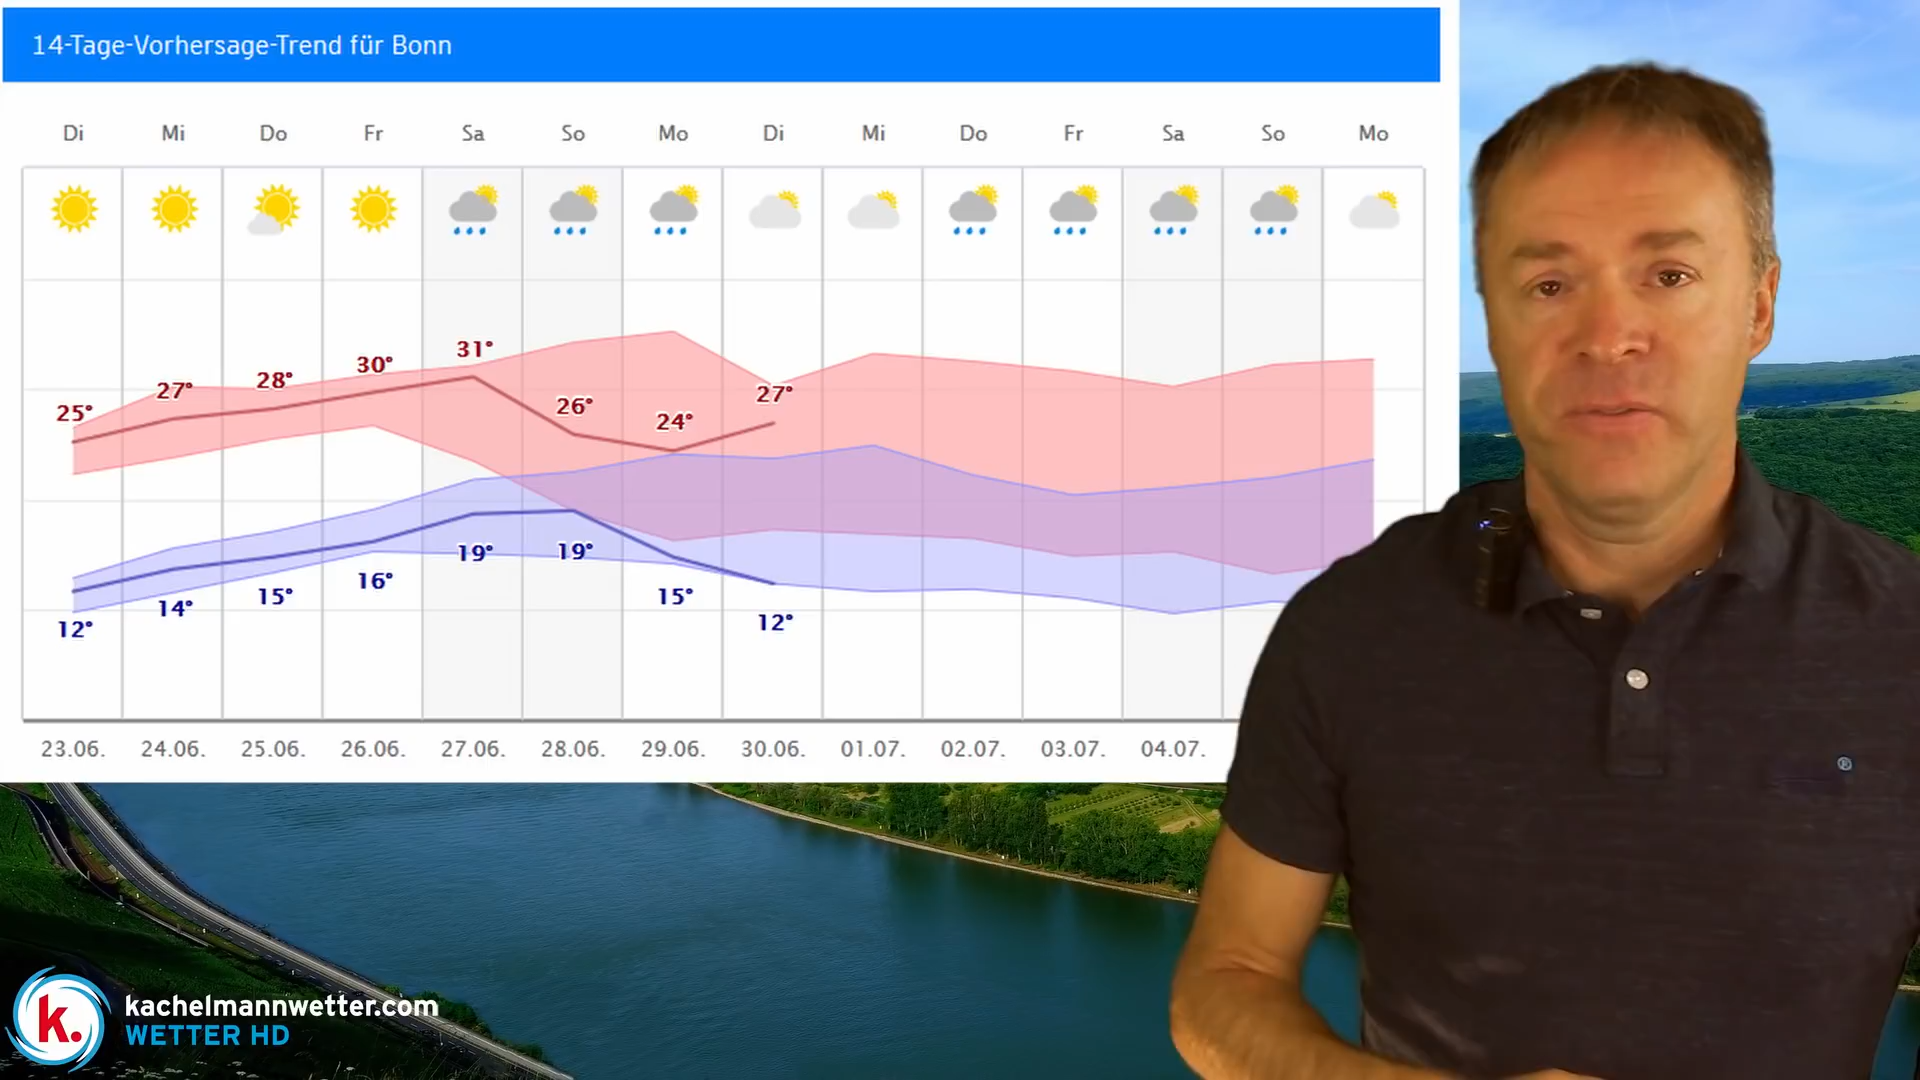 14-Tage-Vorhersage-Trend für Bonn
Di Mi Do Fr Sa So Mo Di Mi Do Fr Sa So Mo
25° 27° 28° 30° 31° 26° 24° 27°
12° 14° 15° 16° 19° 19° 15° 12°
23.06. 24.06. 25.06. 26.06. 27.06. 28.06. 29.06. 30.06. 01.07. 02.07. 03.07. 04.07.
®
k.
kachelmannwetter.com
WETTER HD